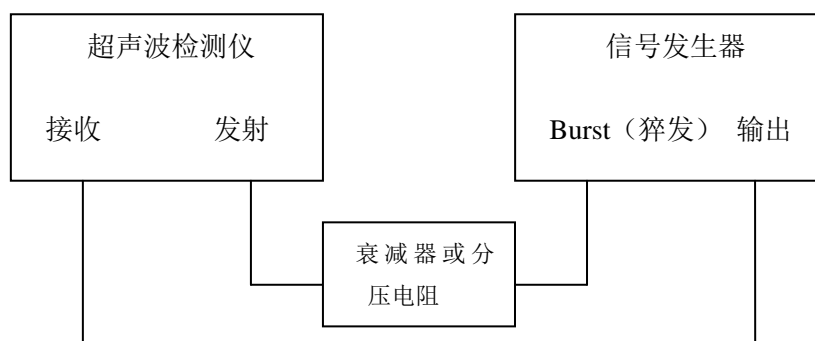 超声波检测仪
接收 发射
信号发生器
Burst（猝发） 输出
衰减器或分
压电阻